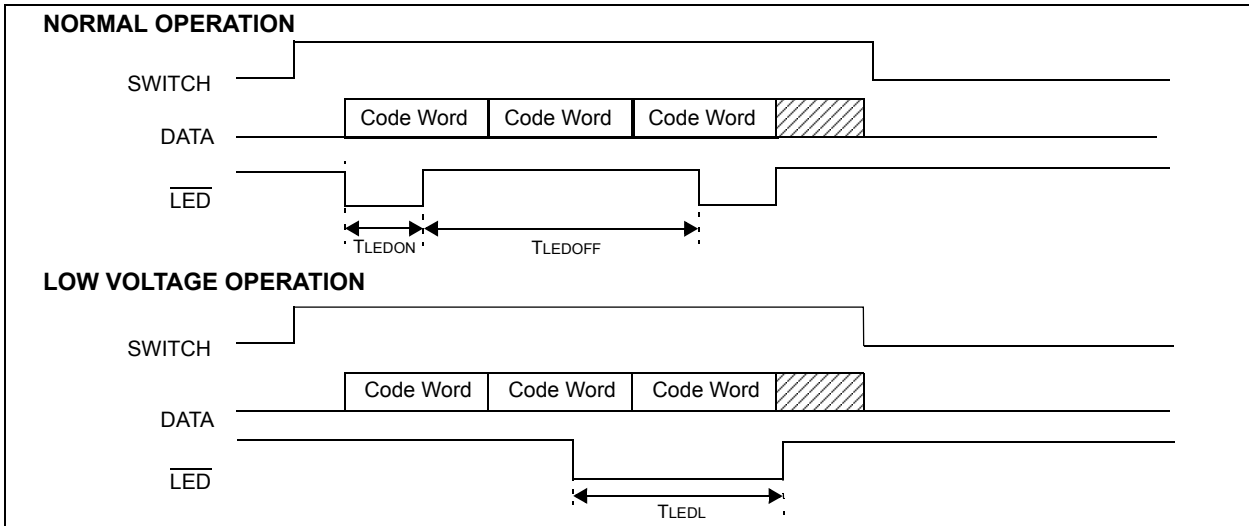 NORMAL OPERATION
SWITCH
Code Word Code Word Code Word
DATA
LED
TLEDON TLEDOFF
LOW VOLTAGE OPERATION
SWITCH
Code Word Code Word Code Word
DATA
LED
TLEDL